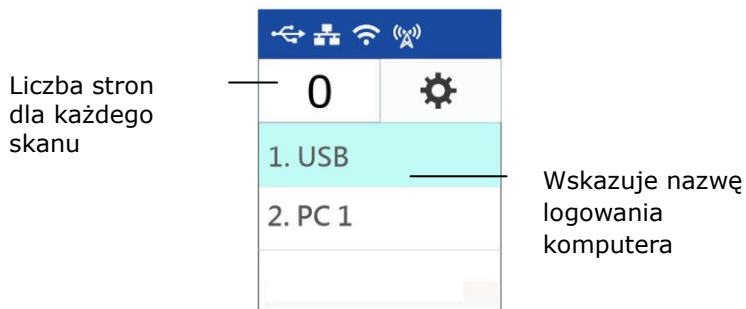 Liczba stron
dla każdego
skanu
0
1. USB
2. PC 1
Wskazuje nazwę
logowania
komputera